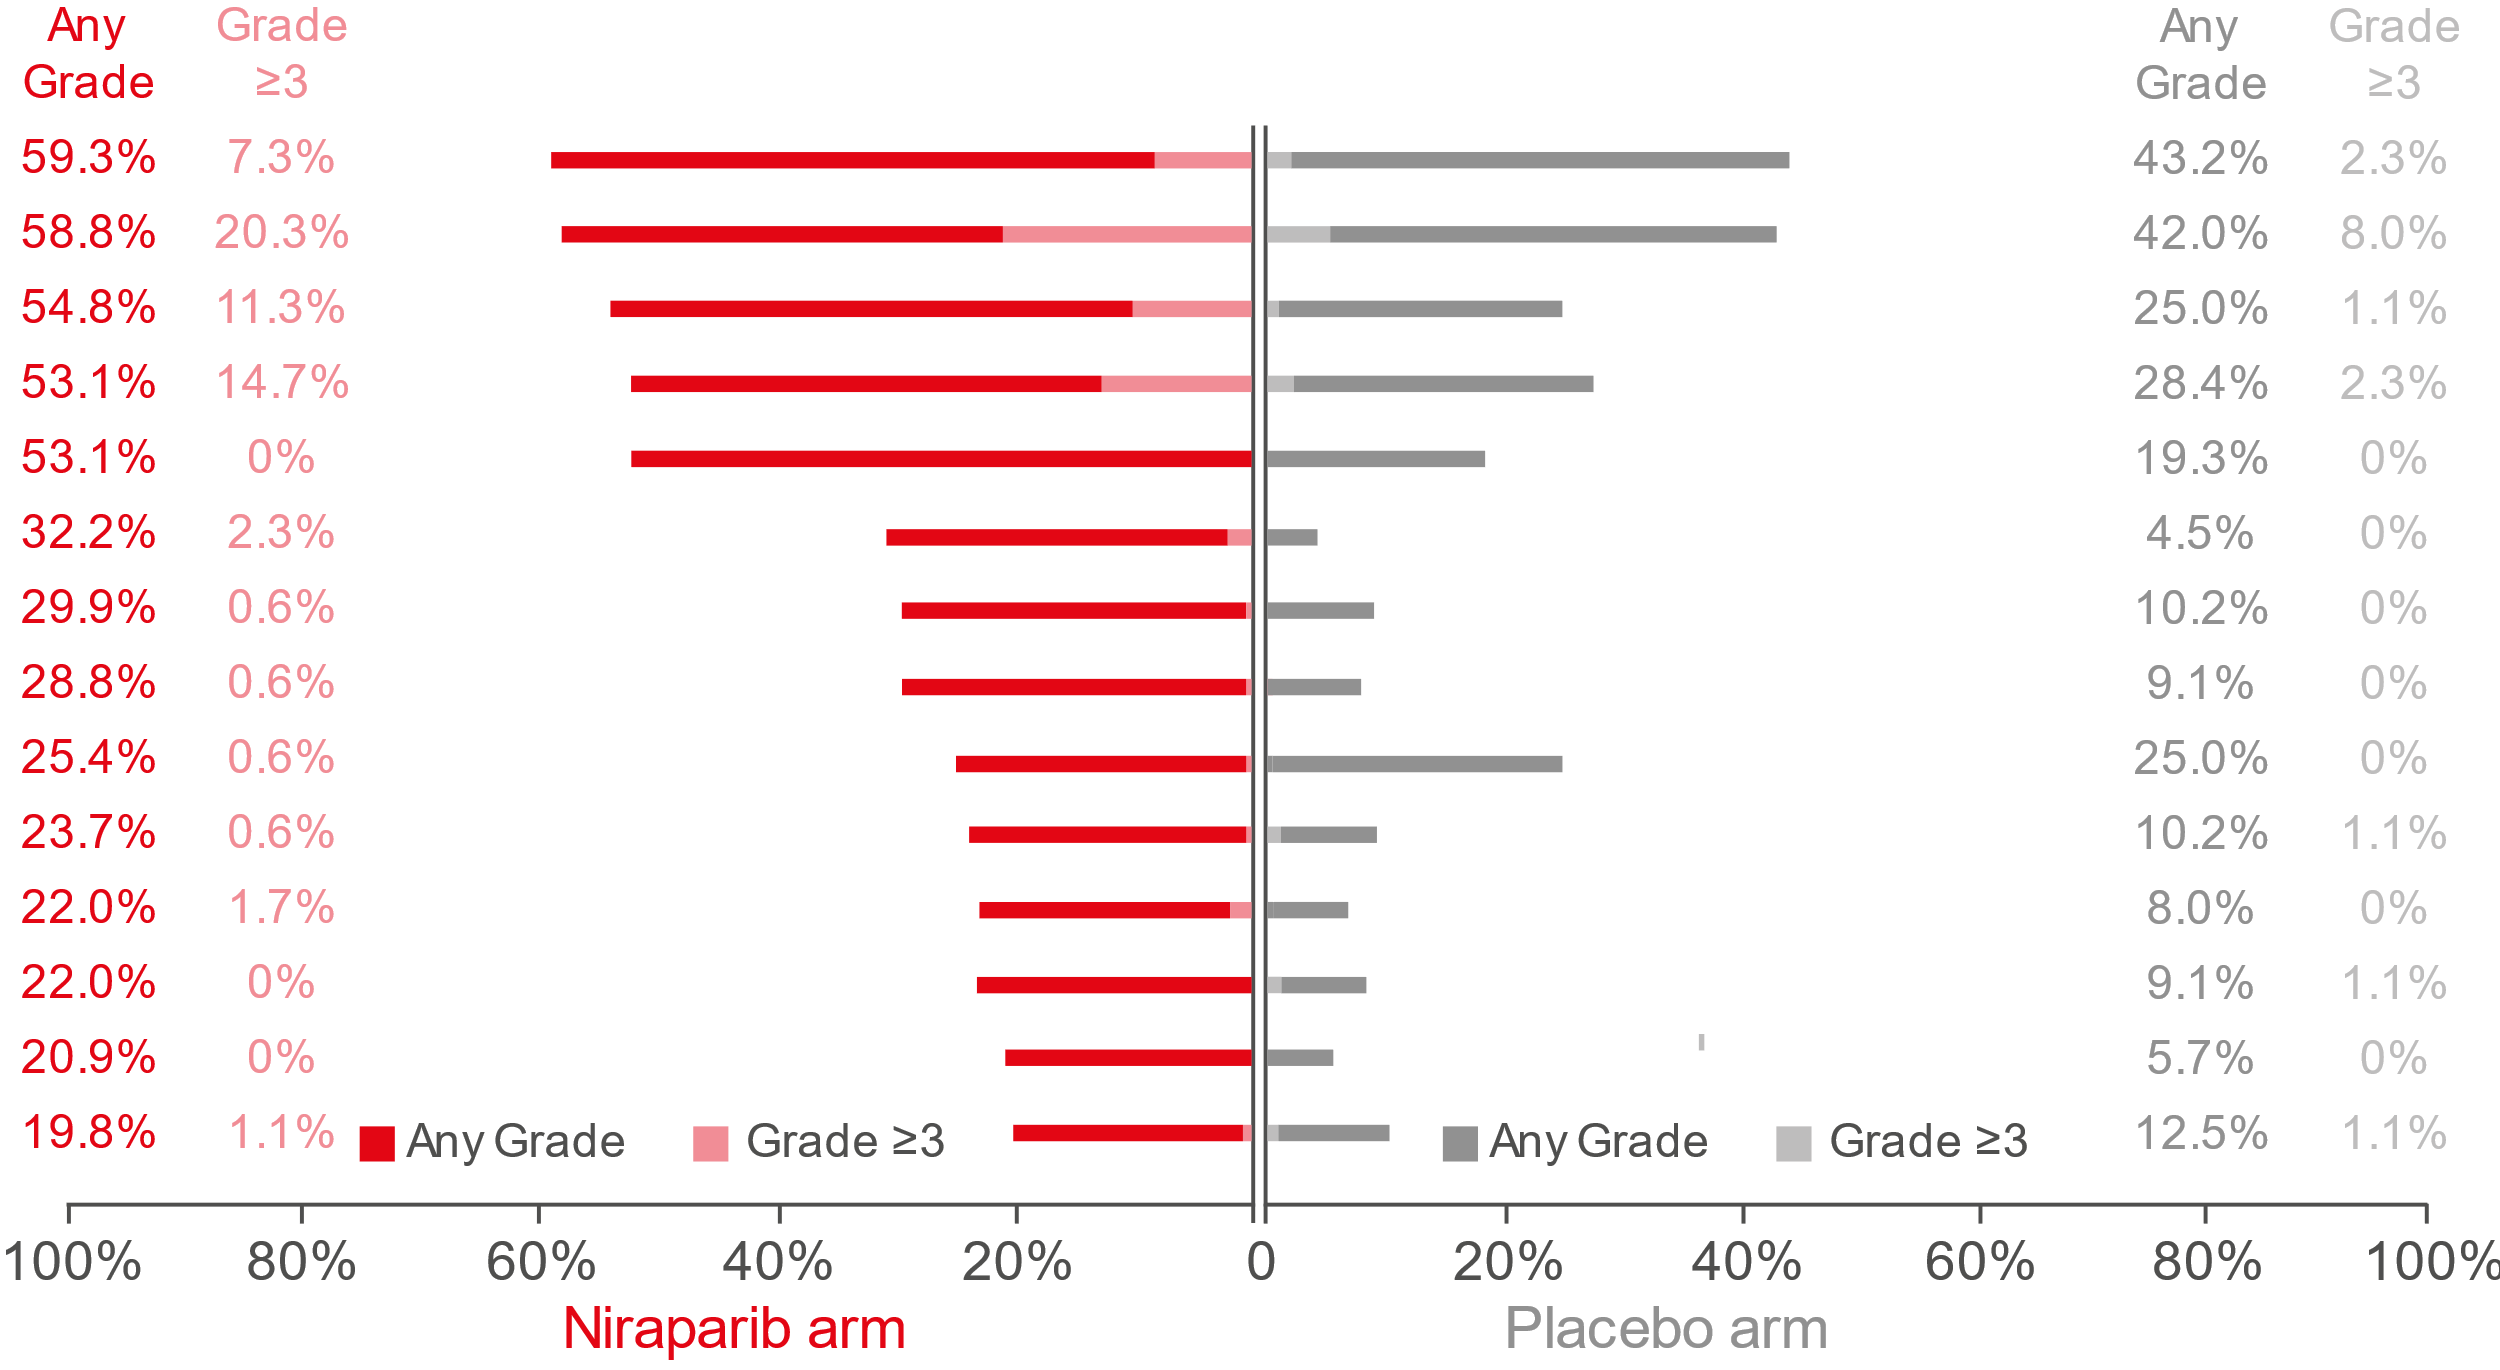 Any Grade Any Grade
Grade ≥3 Grade ≥3
59.3% 7.3% 43.2% 2.3%
58.8% 20.3% 42.0% 8.0%
54.8% 11.3% 25.0% 1.1%
53.1% 14.7% 28.4% 2.3%
53.1% 0% 19.3% 0%
32.2% 2.3% 4.5% 0%
29.9% 0.6% 10.2% 0%
28.8% 0.6% 9.1% 0%
25.4% 0.6% 25.0% 0%
23.7% 0.6% 10.2% 1.1%
22.0% 1.7% 8.0% 0%
22.0% 0% 9.1% 1.1%
20.9% 0% 5.7% 0%
19.8% 1.1% Any Grade Grade ≥3 Any Grade Grade ≥3 12.5% 1.1%
100% 80% 60% 40% 20% 0 20% 40% 60% 80% 100%
Niraparib arm Placebo arm